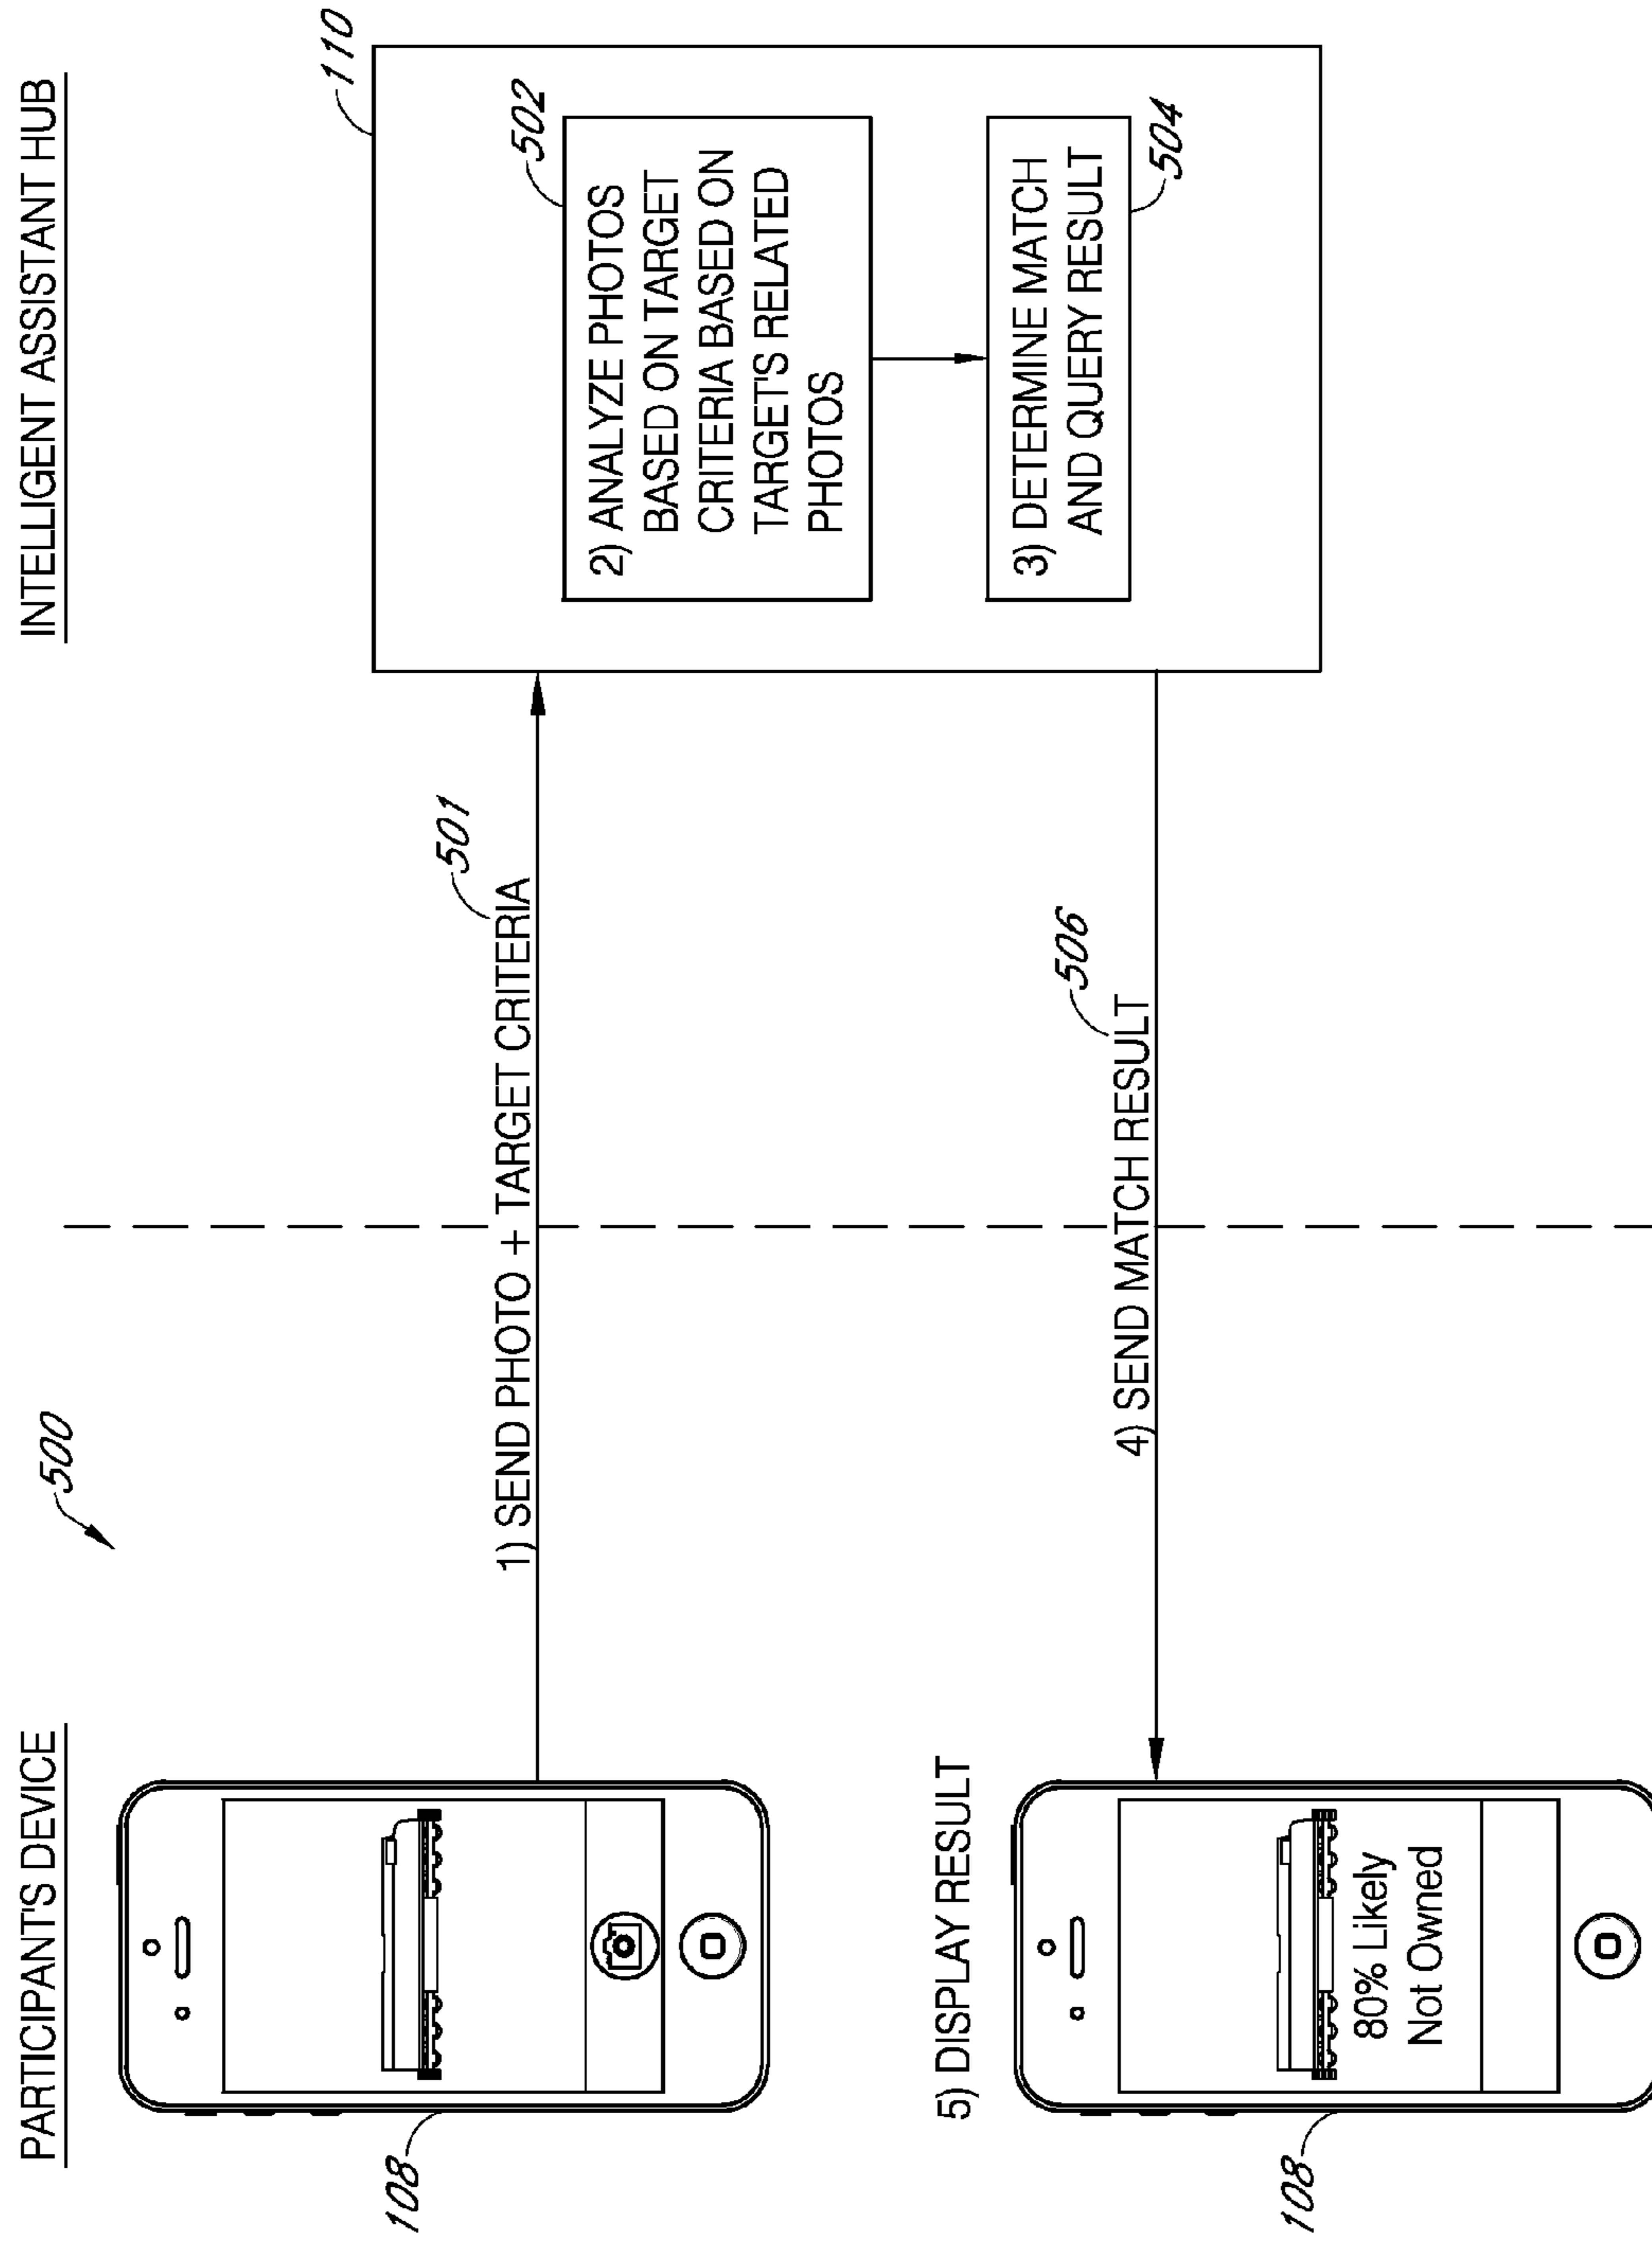 PARTICIPANT'S DEVICE
INTELLIGENT ASSISTANT HUB
500
110
108
1) SEND PHOTO + TARGET CRITERIA
501
502
2) ANALYZE PHOTOS
BASED ON TARGET
CRITERIA BASED ON
TARGET'S RELATED
PHOTOS
3) DETERMINE MATCH
AND QUERY RESULT
504
4) SEND MATCH RESULT
506
5) DISPLAY RESULT
108
80% Likely
Not Owned